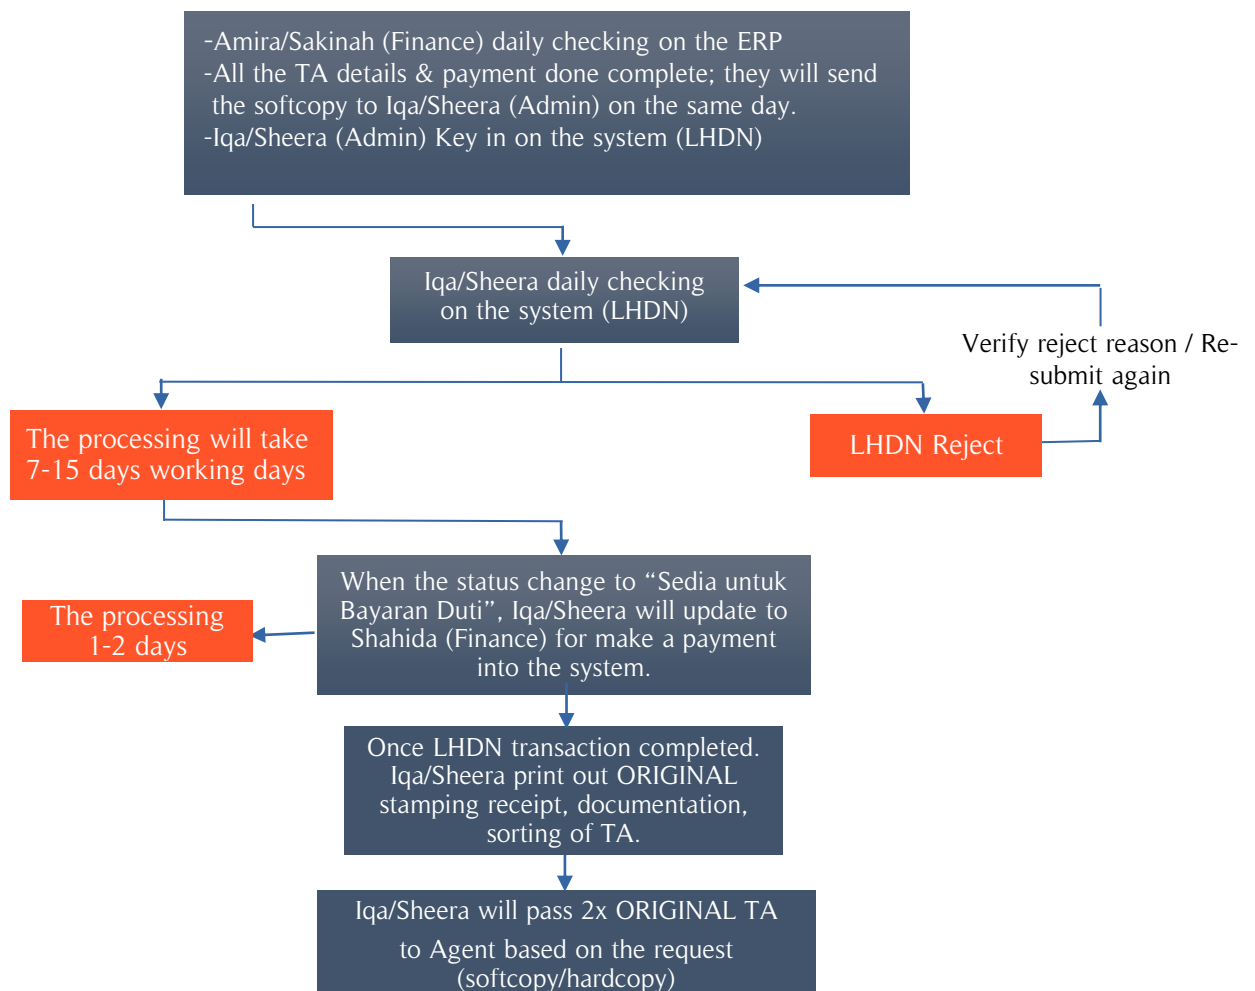 -Amira/Sakinah (Finance) daily checking on the ERP
-All the TA details & payment done complete; they will send
the softcopy to Iqa/Sheera (Admin) on the same day.
-Iqa/Sheera (Admin) Key in on the system (LHDN)
Iqa/Sheera daily checking
on the system (LHDN)
Verify reject reason / Re-
submit again
The processing will take
7-15 days working days
LHDN Reject
When the status change to “Sedia untuk
Bayaran Duti”, Iqa/Sheera will update to
Shahida (Finance) for make a payment
into the system.
The processing
1-2 days
Once LHDN transaction completed.
Iqa/Sheera print out ORIGINAL
stamping receipt, documentation,
sorting of TA.
Iqa/Sheera will pass 2x ORIGINAL TA
to Agent based on the request
(softcopy/hardcopy)